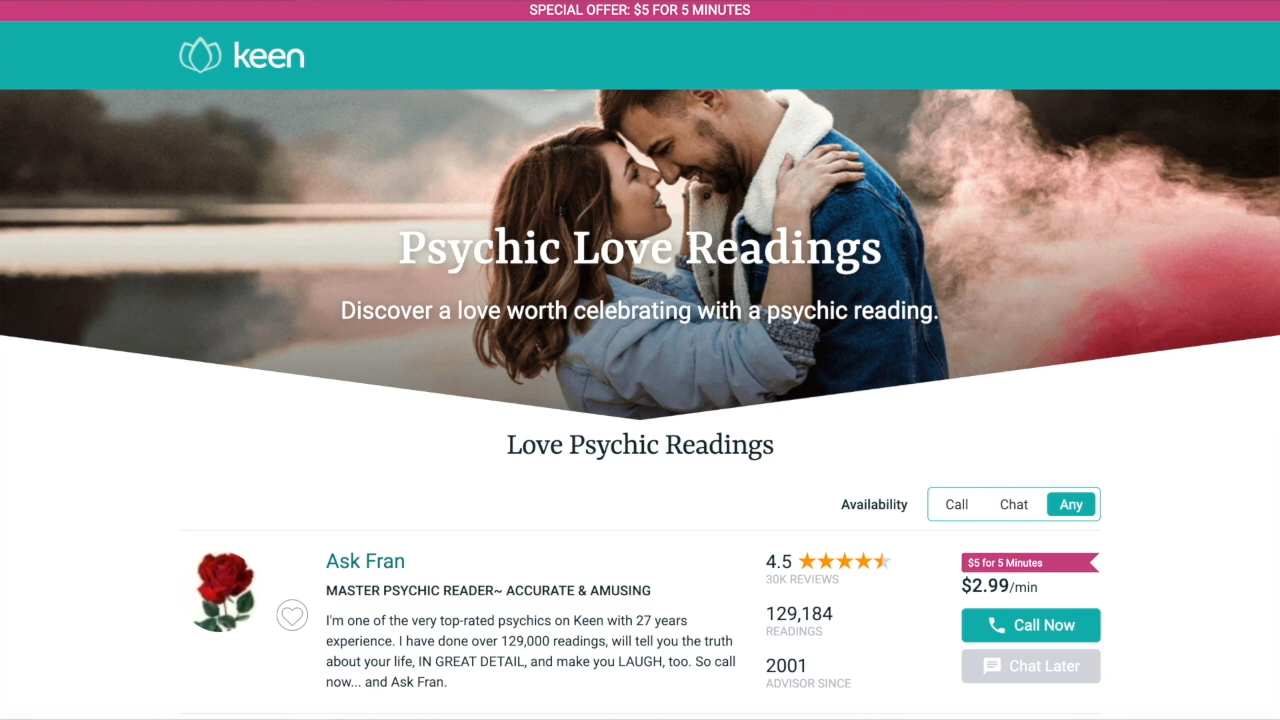 SPECIAL OFFER: $5 FOR 5 MINUTES
keen
Psychic Love Readings
Discover a love worth celebrating with a psychic reading.
Love Psychic Readings
Availability
Call
Chat
Any
Ask Fran
MASTER PSYCHIC READER~ ACCURATE & AMUSING
I'm one of the very top-rated psychics on Keen with 27 years
experience. I have done over 129,000 readings, will tell you the truth
about your life, IN GREAT DETAIL, and make you LAUGH, too. So call
now... and Ask Fran.
4.5
30K REVIEWS
129,184
READINGS
2001
ADVISOR SINCE
$5 for 5 Minutes
$2.99/min
Call Now
Chat Later